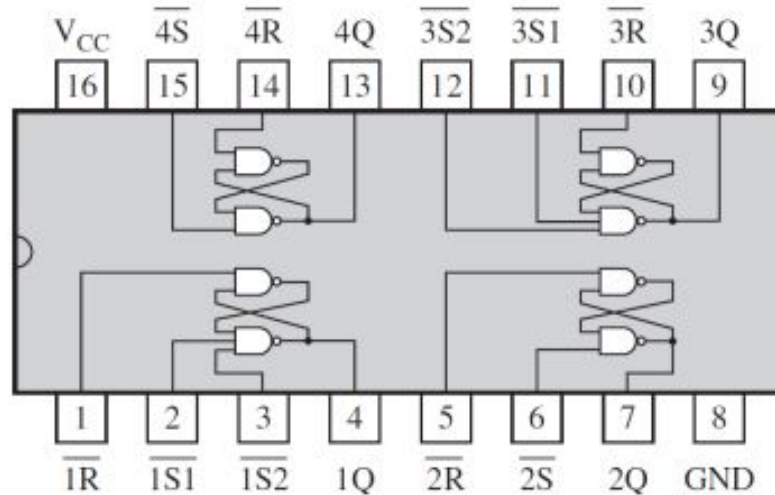 V_CC 4S̅ 4R̅ 4Q 3S2̅ 3S1̅ 3R̅ 3Q
16 15 14 13 12 11 10 9
1 2 3 4 5 6 7 8
1R̅ 1S1̅ 1S2̅ 1Q 2R̅ 2S̅ 2Q GND